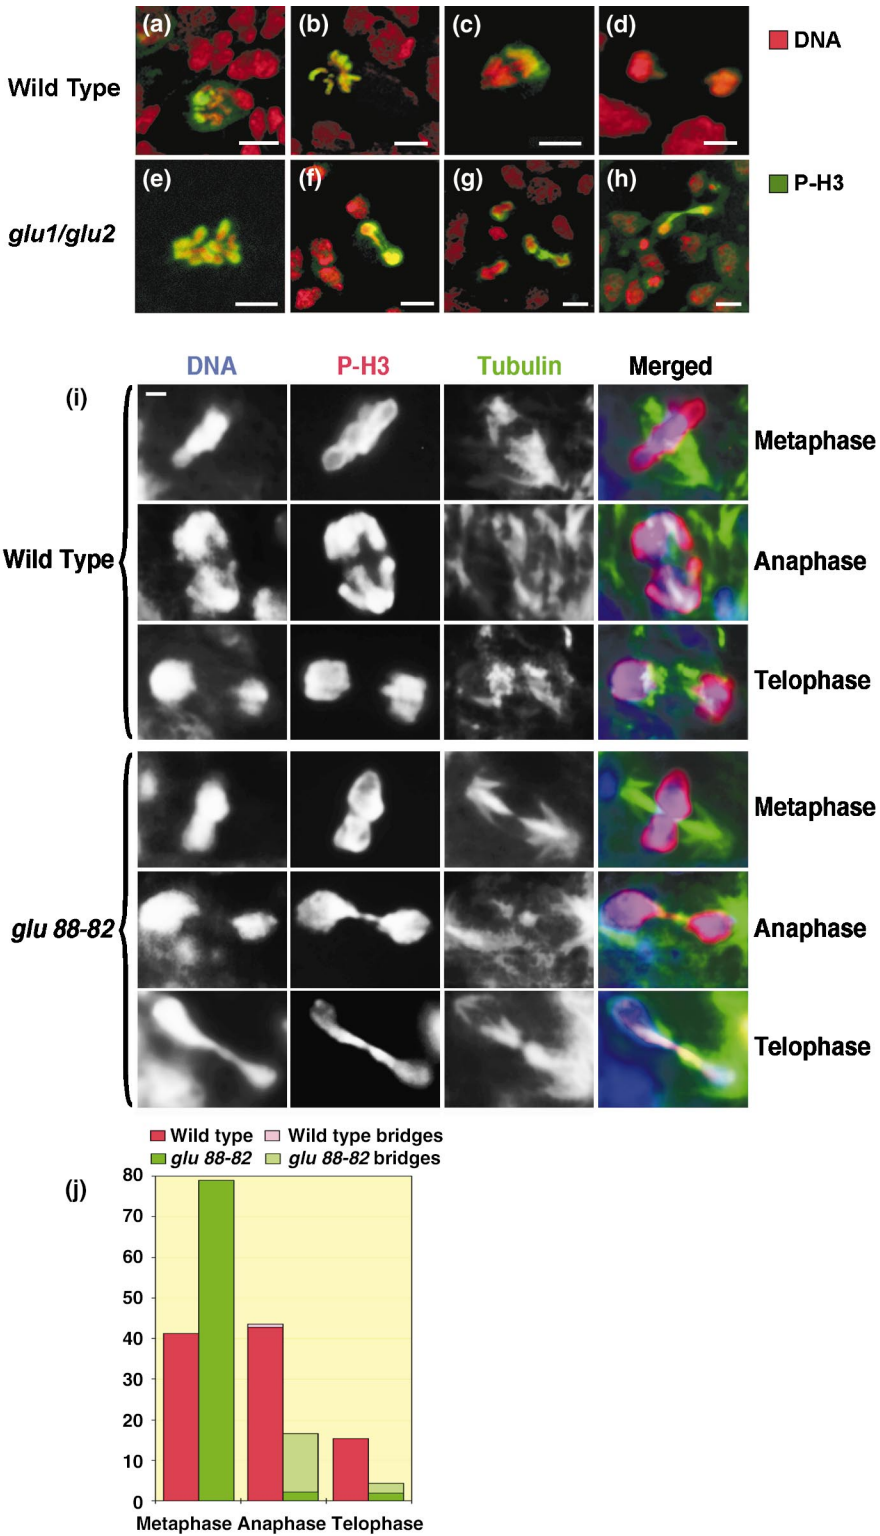 (a) (b) (c) (d) DNA
Wild Type
(e) (f) (g) (h) P-H3
glu1/glu2
DNA P-H3 Tubulin Merged
(i)
Metaphase
Wild Type Anaphase
Telophase
Metaphase
glu 88-82 Anaphase
Telophase
Wild type Wild type bridges
glu 88-82 glu 88-82 bridges
(j)
80
70
60
50
40
30
20
10
0
Metaphase Anaphase Telophase